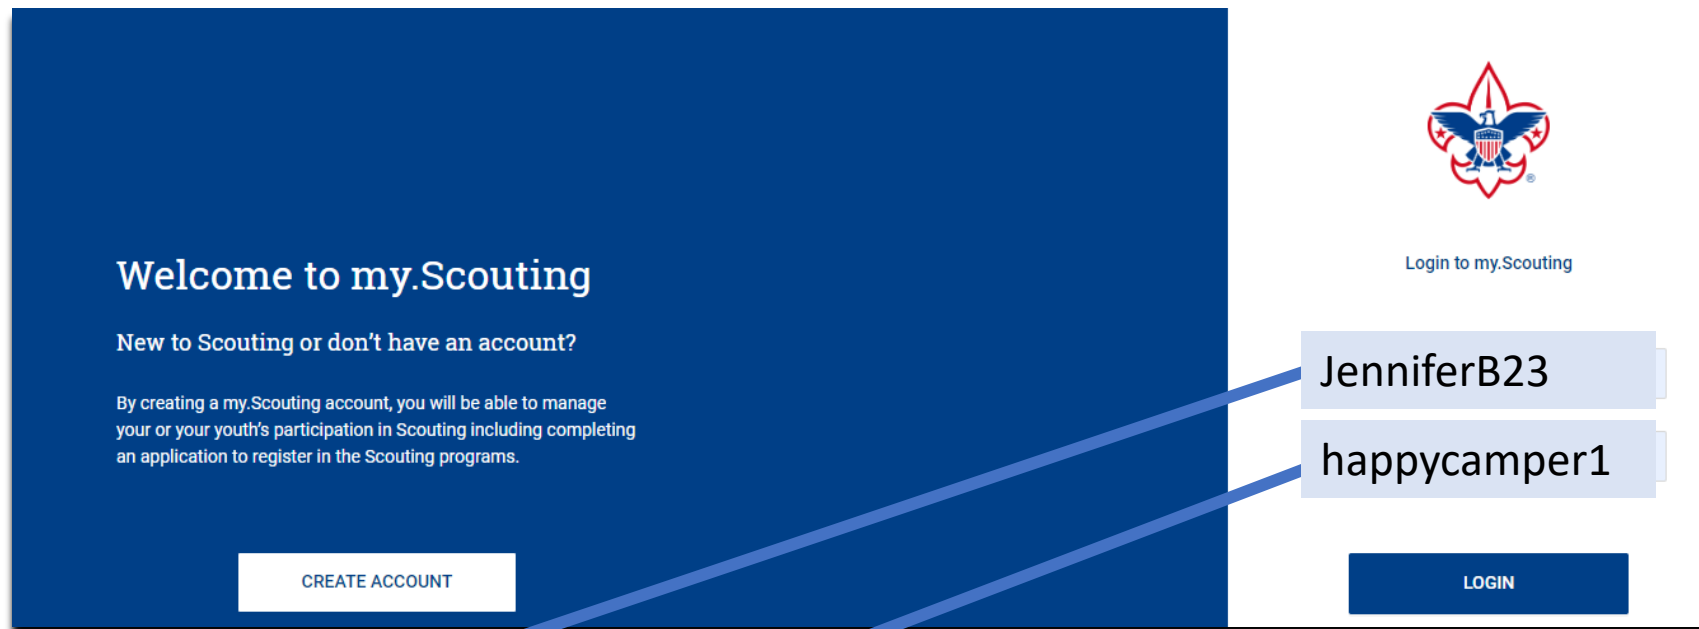 Welcome to my.Scouting
New to Scouting or don't have an account?
By creating a my.Scouting account, you will be able to manage
your or your youth's participation in Scouting including completing
an application to register in the Scouting programs.
CREATE ACCOUNT
®
Login to my.Scouting
JenniferB23
happycamper1
LOGIN